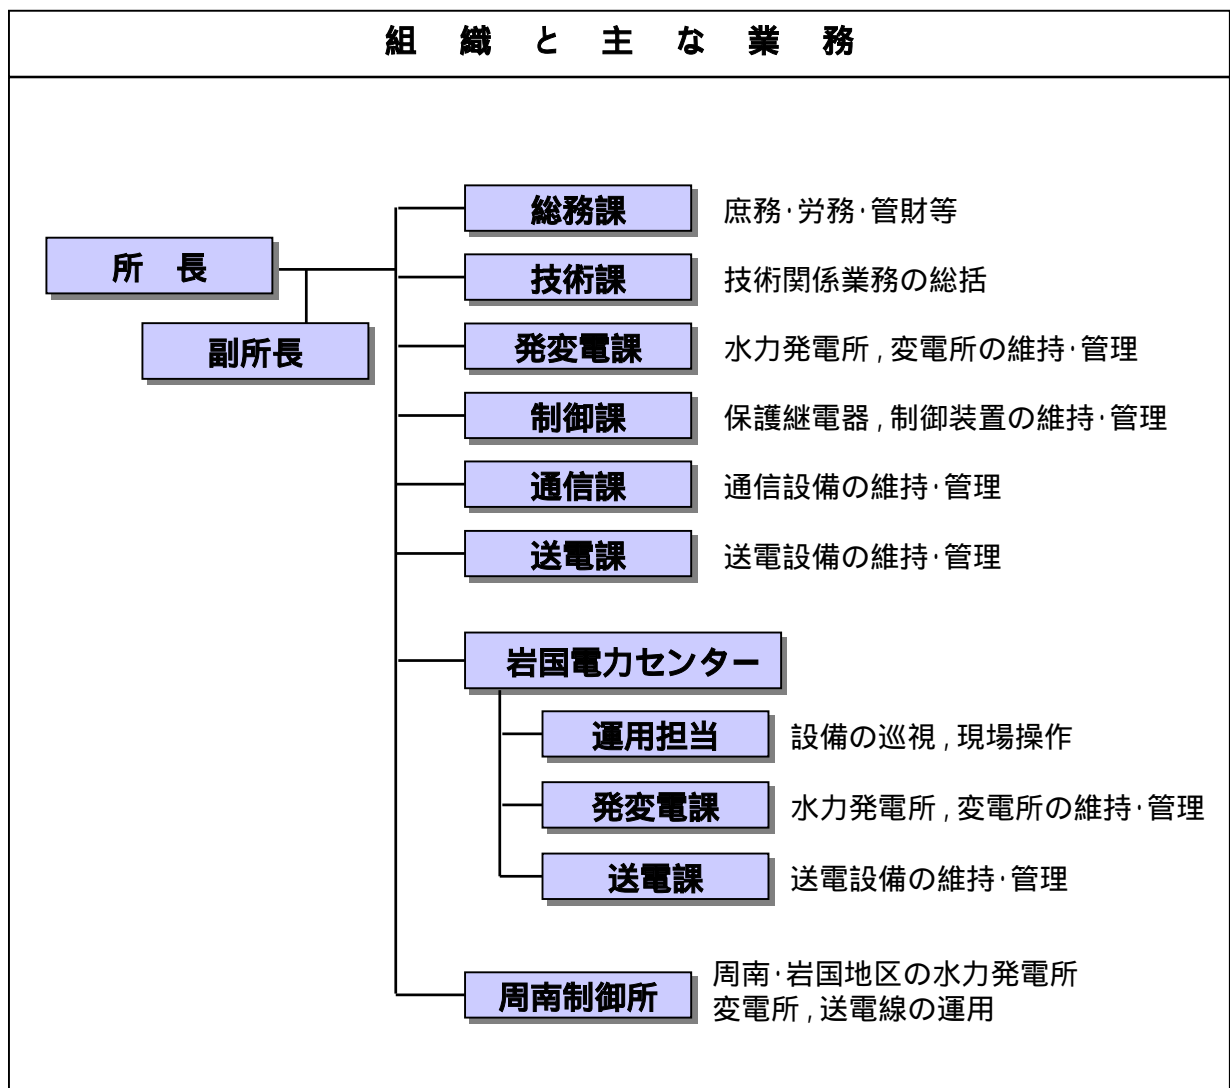 組 織 と 主 な 業 務
所 長
副所長
総務課 庶務･労務･管財等
技術課 技術関係業務の総括
発変電課 水力発電所,変電所の維持･管理
制御課 保護継電器,制御装置の維持･管理
通信課 通信設備の維持･管理
送電課 送電設備の維持･管理
岩国電力センター
運用担当 設備の巡視,現場操作
発変電課 水力発電所,変電所の維持･管理
送電課 送電設備の維持･管理
周南制御所 周南･岩国地区の水力発電所
変電所,送電線の運用